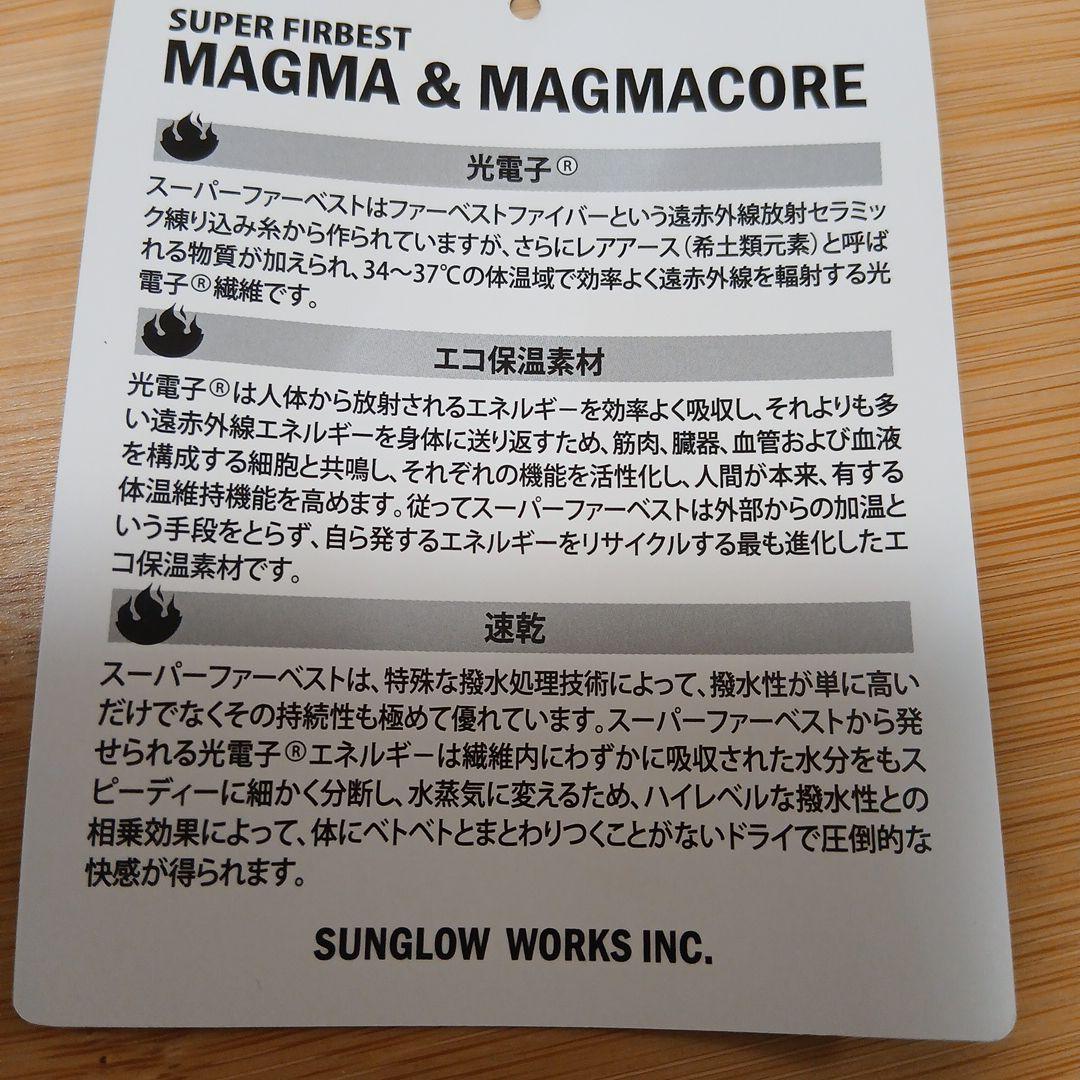 SUPER FIRBEST
MAGMA & MAGMACORE
光電子®
スーパーファーベストはファーベストファイバーという遠赤外線放射セラミッ
ク練り込み糸から作られていますが、さらにレアアース（希土類元素）と呼ば
れる物質が加えられ、34～37℃の体温域で効率よく遠赤外線を輻射する光
電子®繊維です。
エコ保温素材
光電子®は人体から放射されるエネルギーを効率よく吸収し、それよりも多
い遠赤外線エネルギーを身体に送り返すため、筋肉、臓器、血管および血液
を構成する細胞と共鳴し、それぞれの機能を活性化し、人間が本来、有する
体温維持機能を高めます。従ってスーパーファーベストは外部からの加温と
いう手段をとらず、自ら発するエネルギーをリサイクルする最も進化したエ
コ保温素材です。
速乾
スーパーファーベストは、特殊な撥水処理技術によって、撥水性が単に高い
だけでなくその持続性も極めて優れています。スーパーファーベストから発
せられる光電子®エネルギーは繊維内にわずかに吸収された水分をもス
ピーディーに細かく分断し、水蒸気に変えるため、ハイレベルな撥水性との
相乗効果によって、体にベトベトとまとわりつくことがないドライで圧倒的な
快感が得られます。
SUNGLOW WORKS INC.